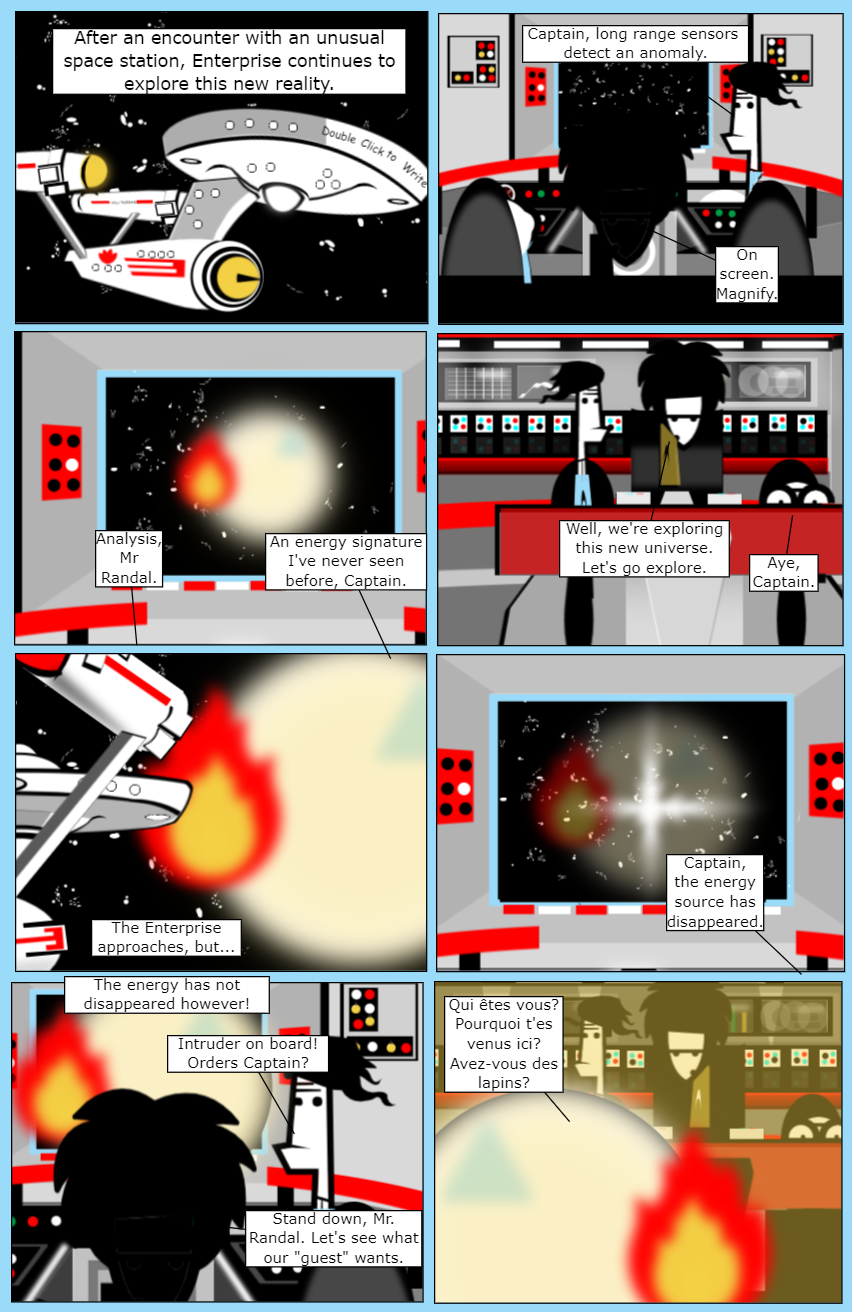 After an encounter with an unusual
space station, Enterprise continues to
explore this new reality.
Double Click to Write
Captain, long range sensors
detect an anomaly.
On
screen.
Magnify.
Analysis,
Mr
Randal.
An energy signature
I've never seen
before, Captain.
Well, we're exploring
this new universe.
Let's go explore.
Aye,
Captain.
The Enterprise
approaches, but...
Captain,
the energy
source has
disappeared.
The energy has not
disappeared however!
Intruder on board!
Orders Captain?
Stand down, Mr.
Randal. Let's see what
our "guest" wants.
Qui êtes vous?
Pourquoi t'es
venus ici?
Avez-vous des
lapins?